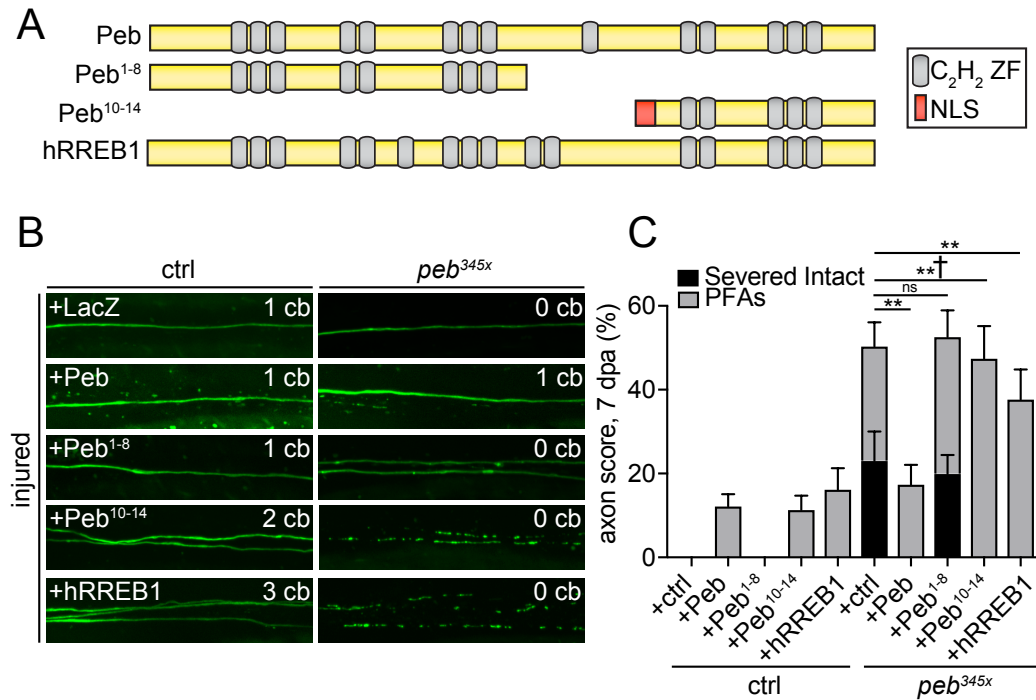 A
Peb
Peb¹⁻⁸
Peb¹⁰⁻¹⁴
hRREB1
C₂H₂ ZF
NLS
B
ctrl
peb³⁴⁵ˣ
injured
+LacZ 1 cb 0 cb
+Peb 1 cb 1 cb
+Peb¹⁻⁸ 1 cb 0 cb
+Peb¹⁰⁻¹⁴ 2 cb 0 cb
+hRREB1 3 cb 0 cb
C
Severed Intact
PFAs
**
**†
ns
**
axon score, 7 dpa (%)
60
40
20
0
+ctrl
+Peb
+Peb¹⁻⁸
+Peb¹⁰⁻¹⁴
+hRREB1
+ctrl
+Peb
+Peb¹⁻⁸
+Peb¹⁰⁻¹⁴
+hRREB1
ctrl
peb³⁴⁵ˣ